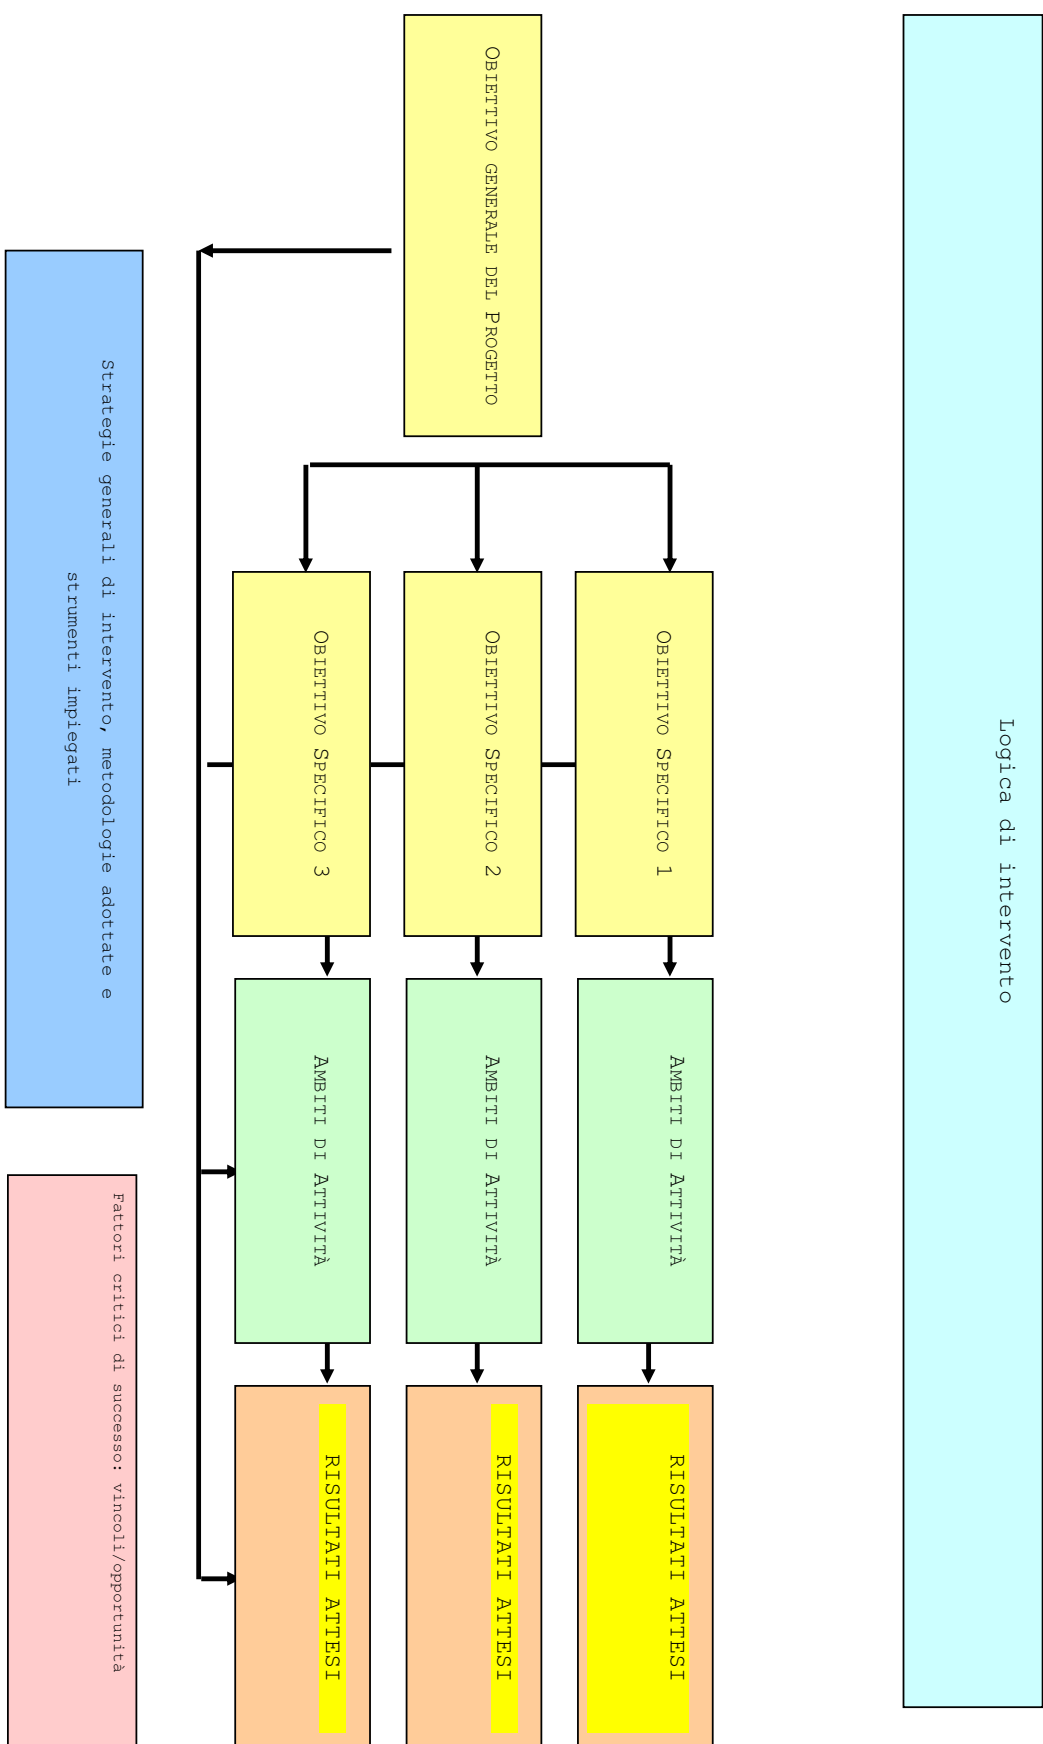 Logica di intervento
Obiettivo Specifico 1
Ambiti di Attività
RISULTATI ATTESI
Obiettivo generale del Progetto
Obiettivo Specifico 2
Ambiti di Attività
RISULTATI ATTESI
Obiettivo Specifico 3
Ambiti di Attività
RISULTATI ATTESI
Strategie generali di intervento, metodologie adottate e
strumenti impiegati
Fattori critici di successo: vincoli/opportunità